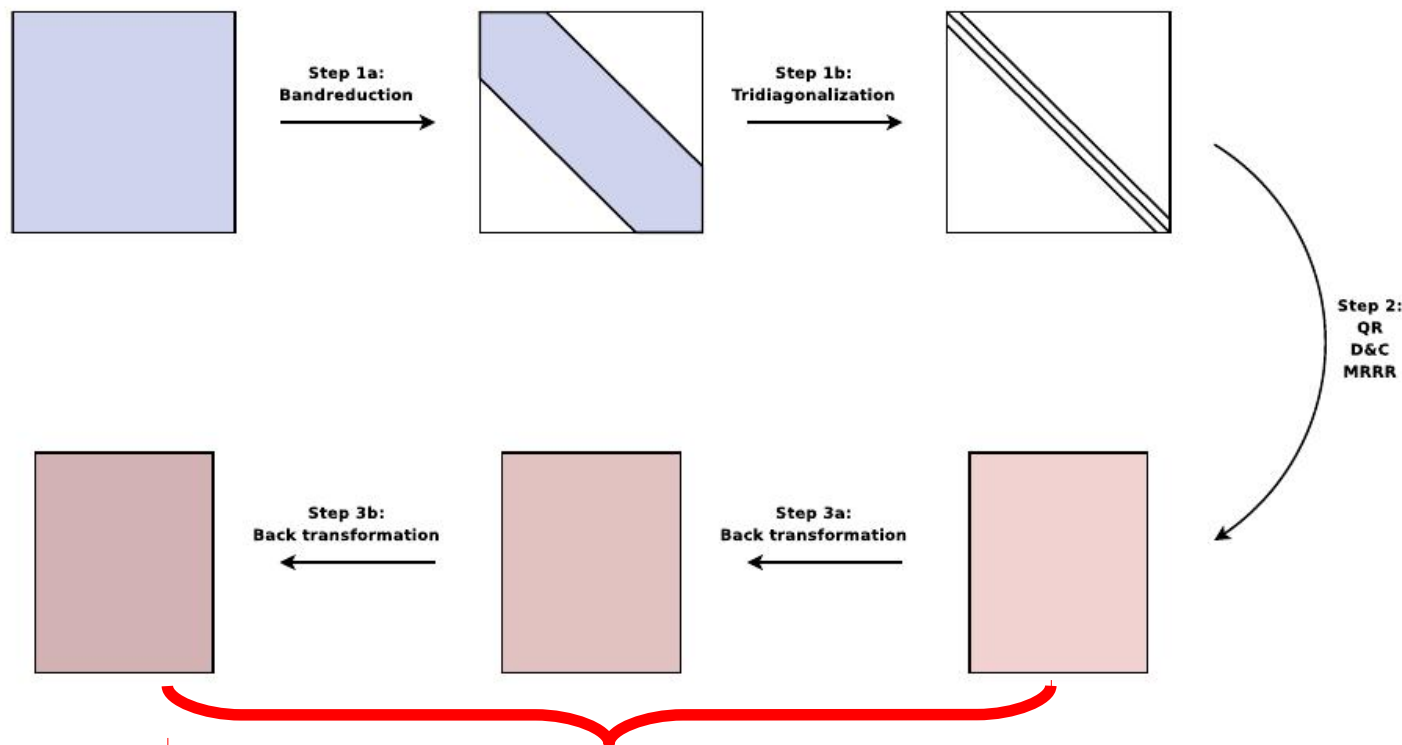 Step 1a:
Bandreduction
Step 1b:
Tridiagonalization
Step 2:
QR
D&C
MRRR
Step 3b:
Back transformation
Step 3a:
Back transformation